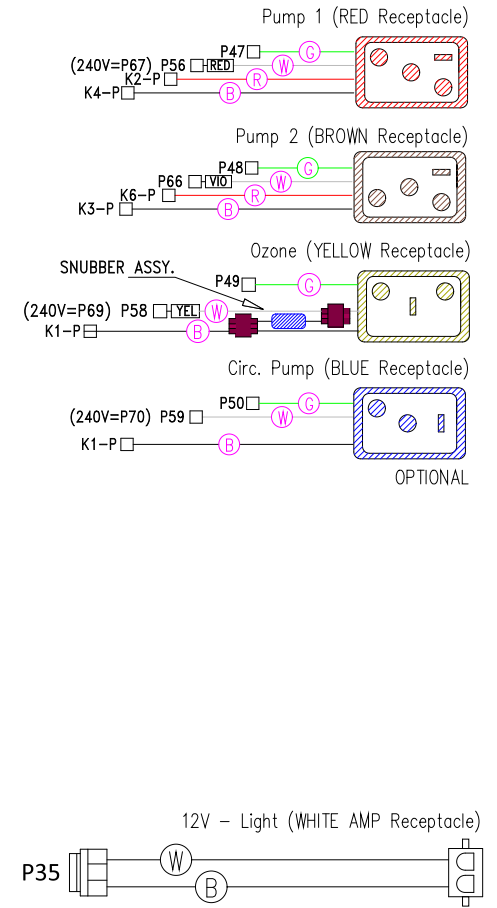 Pump 1 (RED Receptacle)
P47 G
(240V=P67) P56 RED W
K2-P R
K4-P B
Pump 2 (BROWN Receptacle)
P48 G
P66 VIO W
K6-P R
K3-P B
Ozone (YELLOW Receptacle)
SNUBBER ASSY.
P49 G
(240V=P69) P58 YEL W
K1-P B
Circ. Pump (BLUE Receptacle)
P50 G
(240V=P70) P59 W
K1-P B
OPTIONAL
12V - Light (WHITE AMP Receptacle)
P35 W
B